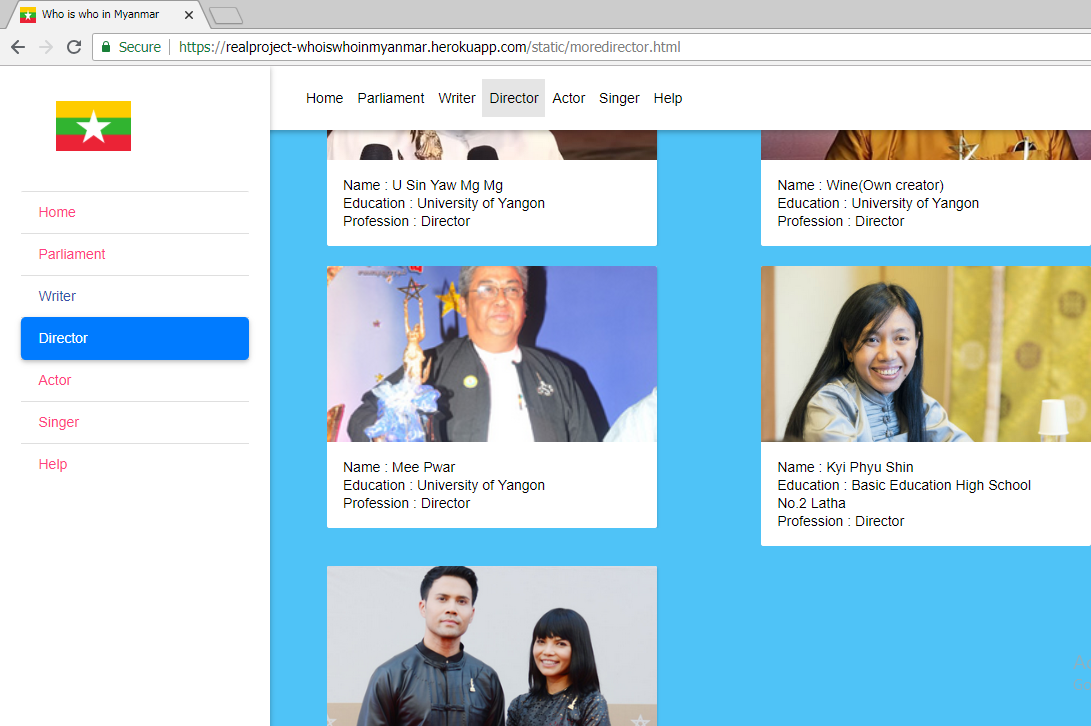 Who is who in Myanmar
Secure
https://realproject-whoiswhoinmyanmar.herokuapp.com/static/moredirector.html
Home Parliament Writer Director Actor Singer Help
Home
Parliament
Writer
Director
Actor
Singer
Help
Name : U Sin Yaw Mg Mg
Education : University of Yangon
Profession : Director
Name : Wine(Own creator)
Education : University of Yangon
Profession : Director
Name : Mee Pwar
Education : University of Yangon
Profession : Director
Name : Kyi Phyu Shin
Education : Basic Education High School
No.2 Latha
Profession : Director